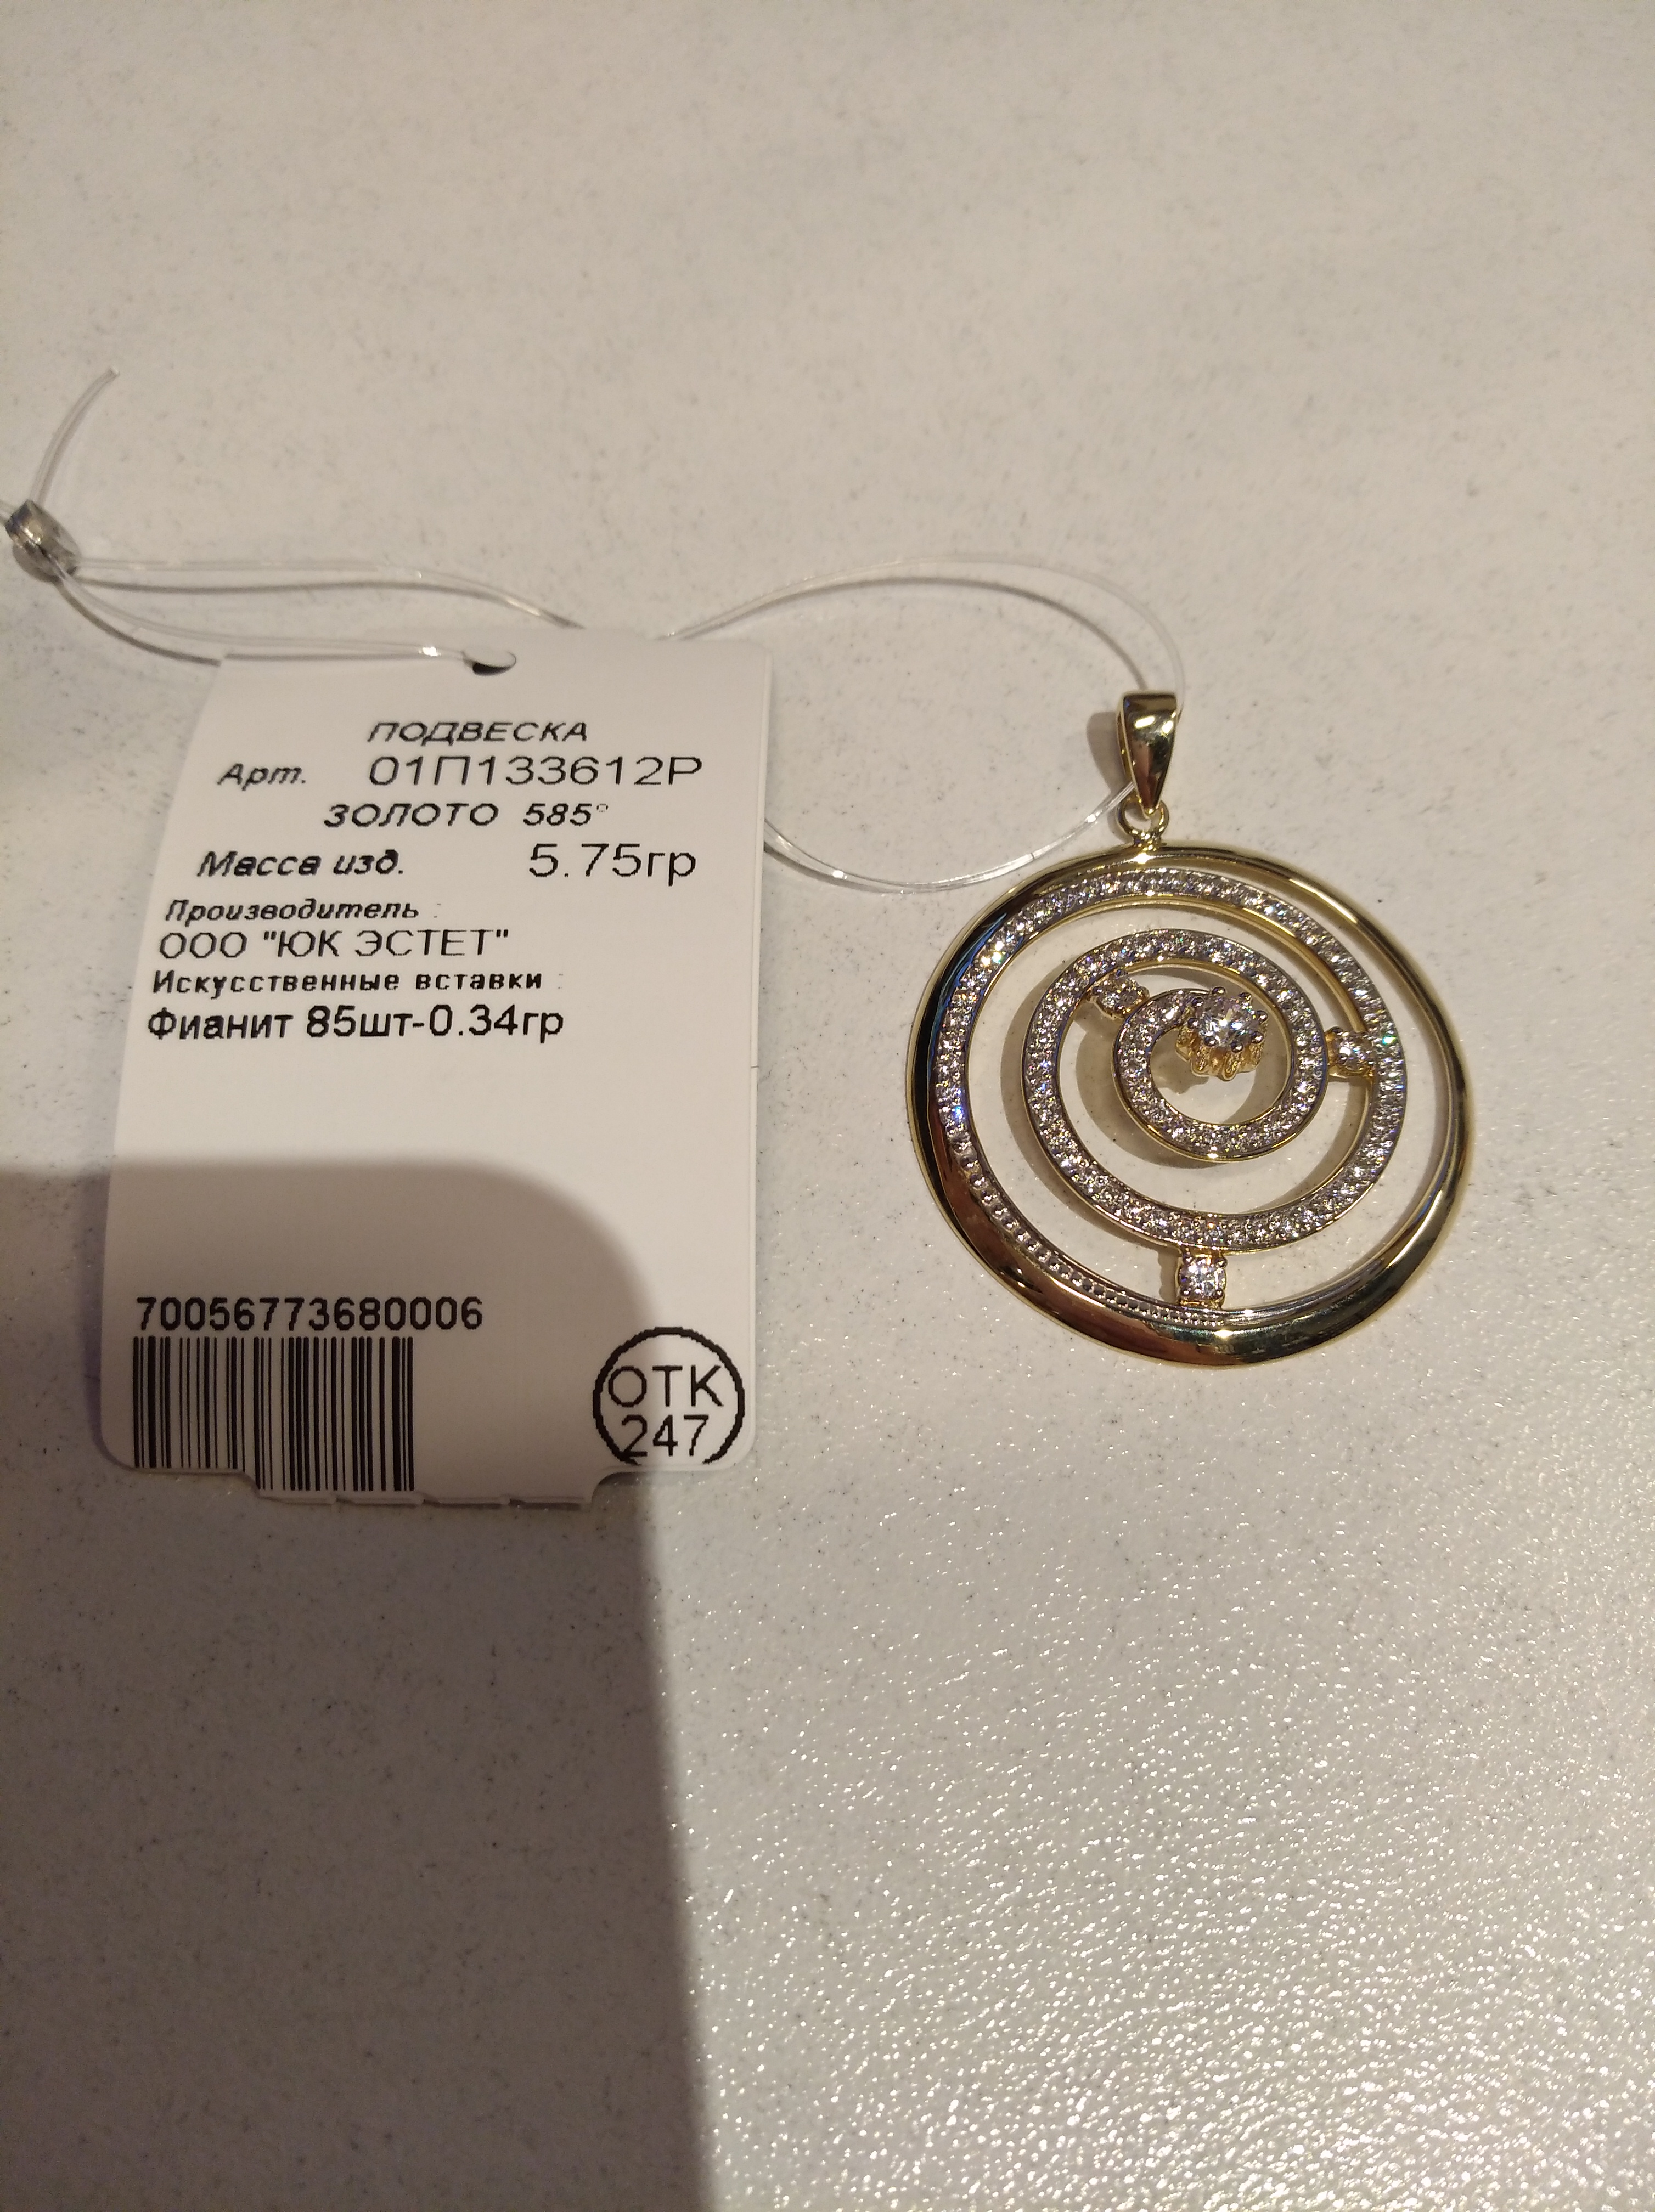 ПОДВЕСКА
Арт. 01П133612Р
ЗОЛОТО 585°
Масса изд. 5.75гр
Производитель :
ООО "ЮК ЭСТЕТ"
Искусственные вставки :
Фианит 85шт-0.34гр
70056773680006
ОТК
247